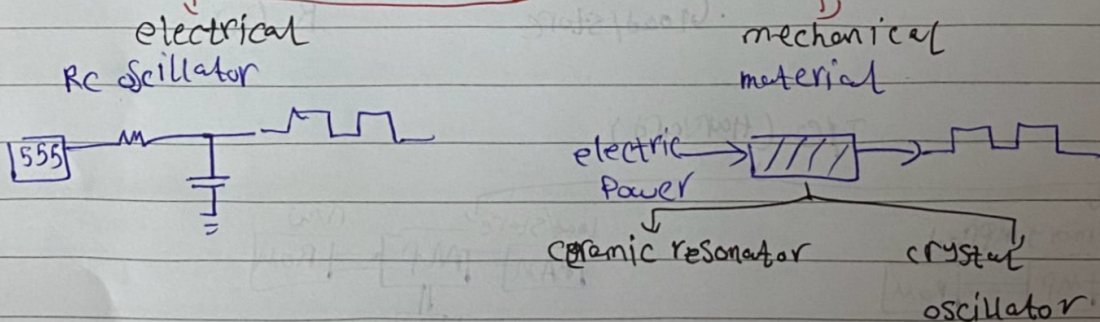 electrical
RC oscillator
555
mechanical
material
electric
Power
ceramic resonator
crystal
oscillator